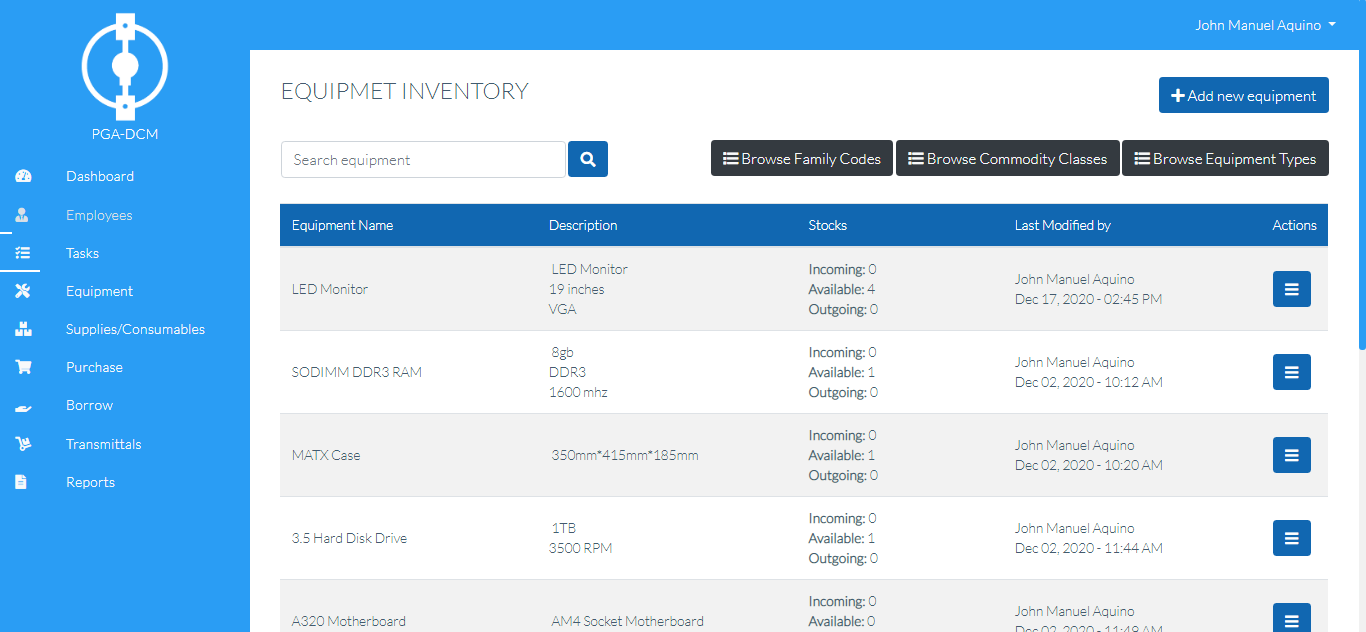 John Manuel Aquino
PGA-DCM
EQUIPMET INVENTORY
Add new equipment
Search equipment
Browse Family Codes
Browse Commodity Classes
Browse Equipment Types
Dashboard
Employees
Tasks
Equipment
Supplies/Consumables
Purchase
Borrow
Transmittals
Reports
Equipment Name Description Stocks Last Modified by Actions
LED Monitor
LED Monitor
19 inches
VGA
Incoming: 0
Available: 4
Outgoing: 0
John Manuel Aquino
Dec 17, 2020 - 02:45 PM
SODIMM DDR3 RAM
8gb
DDR3
1600 mhz
Incoming: 0
Available: 1
Outgoing: 0
John Manuel Aquino
Dec 02, 2020 - 10:12 AM
MATX Case
350mm*415mm*185mm
Incoming: 0
Available: 1
Outgoing: 0
John Manuel Aquino
Dec 02, 2020 - 10:20 AM
3.5 Hard Disk Drive
1TB
3500 RPM
Incoming: 0
Available: 1
Outgoing: 0
John Manuel Aquino
Dec 02, 2020 - 11:44 AM
A320 Motherboard
AM4 Socket Motherboard
Incoming: 0
Available: 0
John Manuel Aquino
Dec 02, 2020 - 11:49 AM